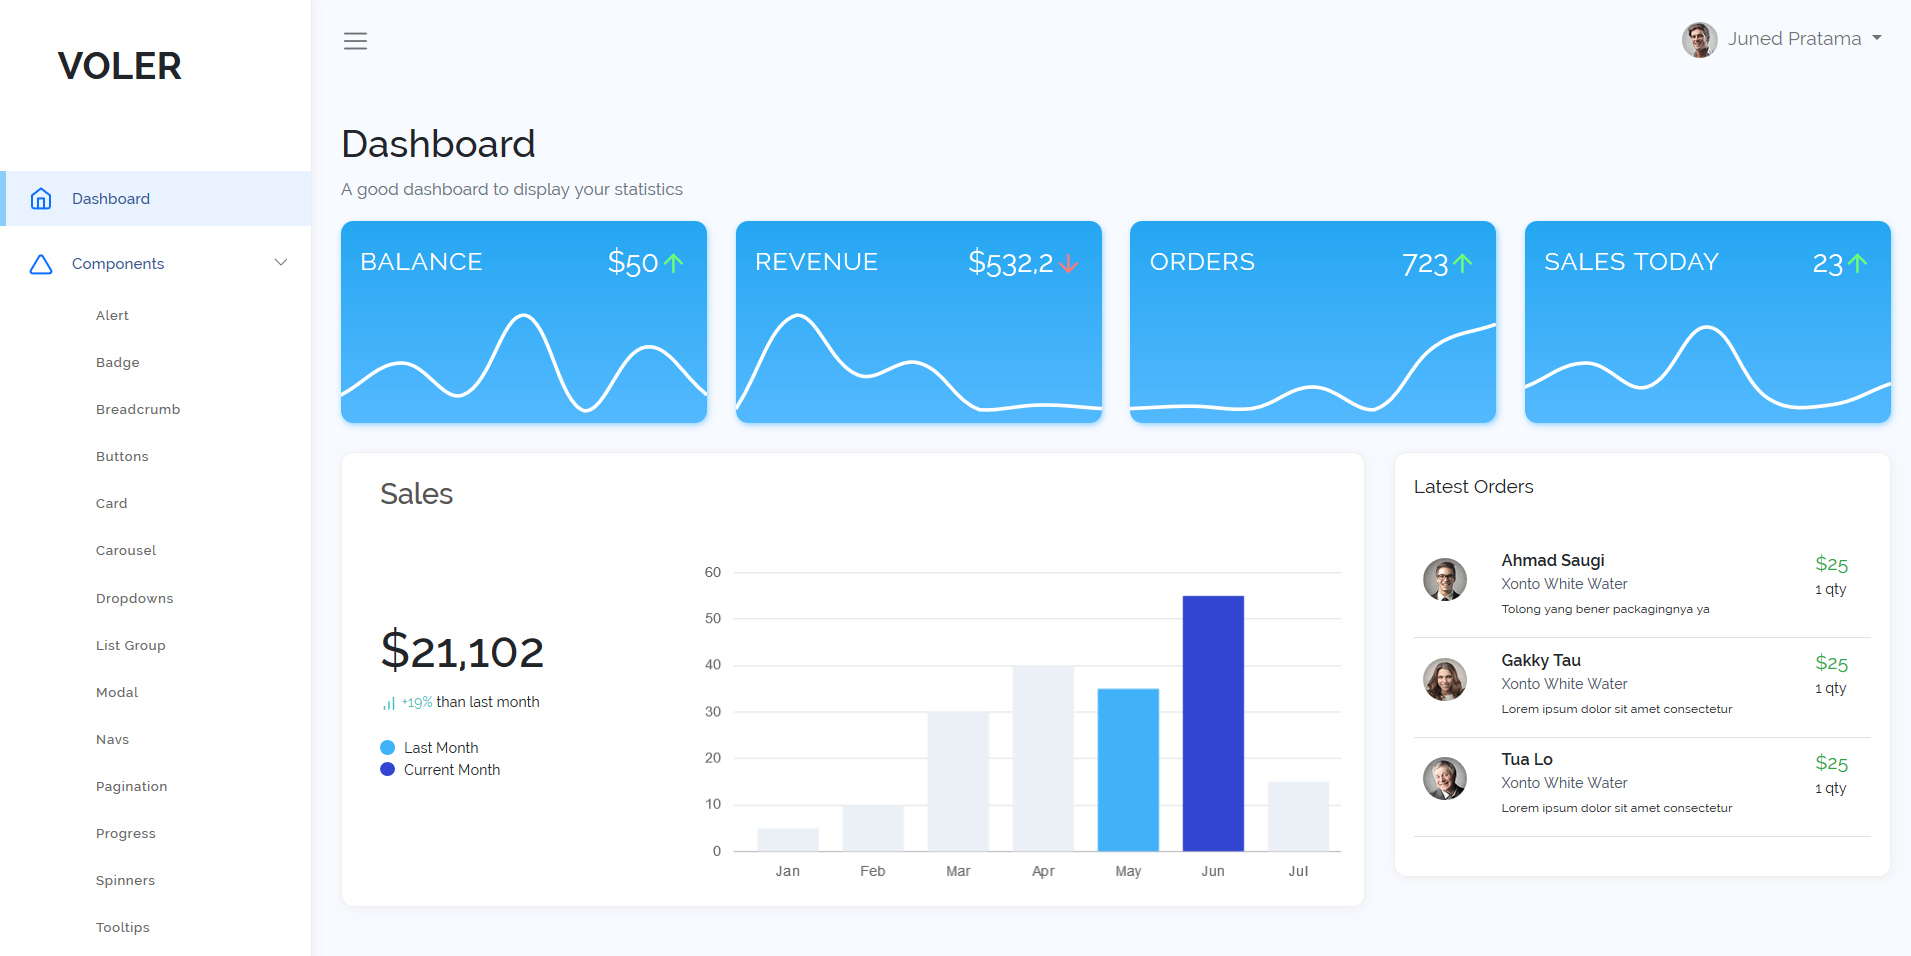 VOLER
Juned Pratama
Dashboard
Components
Alert
Badge
Breadcrumb
Buttons
Card
Carousel
Dropdowns
List Group
Modal
Navs
Pagination
Progress
Spinners
Tooltips
Dashboard
A good dashboard to display your statistics
BALANCE $50
REVENUE $532,2
ORDERS 723
SALES TODAY 23
Sales
$21,102
+19% than last month
Last Month
Current Month
60
50
40
30
20
10
0
Jan Feb Mar Apr May Jun Jul
Latest Orders
Ahmad Saugi $25
Xonto White Water 1 qty
Tolong yang bener packagingnya ya
Gakky Tau $25
Xonto White Water 1 qty
Lorem ipsum dolor sit amet consectetur
Tua Lo $25
Xonto White Water 1 qty
Lorem ipsum dolor sit amet consectetur